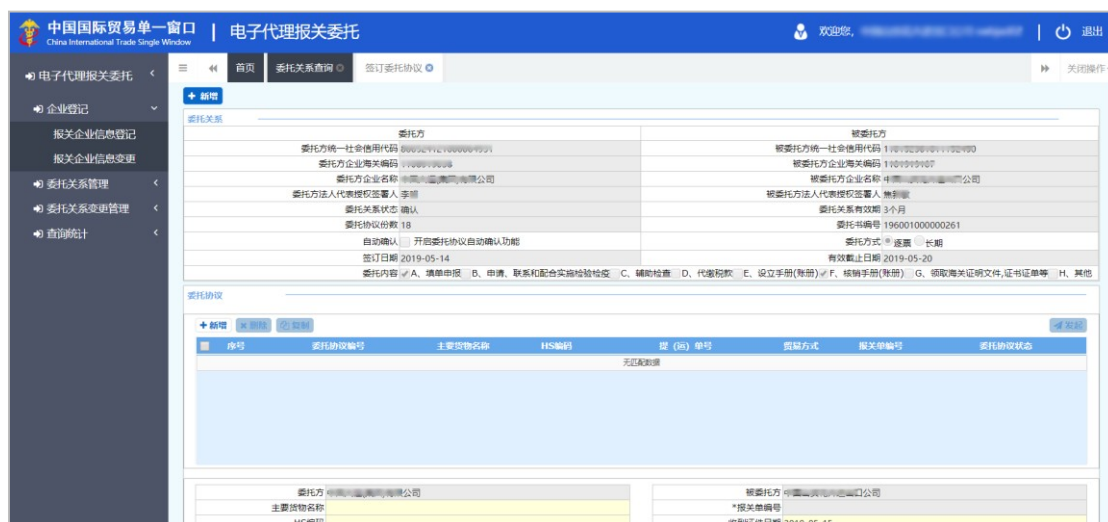 中国国际贸易单一窗口 | 电子代理报关委托
China International Trade Single Window
欢迎您,
退出
电子代理报关委托
企业登记
报关企业信息登记
报关企业信息变更
委托关系管理
委托关系变更管理
查询统计
首页 委托关系查询 签订委托协议 关闭操作
新增
委托关系
委托方 被委托方
委托方统一社会信用代码 被委托方统一社会信用代码
委托方企业海关编码 被委托方企业海关编码
委托方企业名称 公司 被委托方企业名称 公司
委托方法人代表授权签署人 李 被委托方法人代表授权签署人
委托关系状态 确认 委托关系有效期 3个月
委托协议份数 18 委托书编号 196001000000261
自动确认 开启委托协议自动确认功能 委托方式 逐票 长期
签订日期 2019-05-14 有效截止日期 2019-05-20
委托内容 A、填单申报 B、申请、联系和配合实施检验检疫 C、辅助检查 D、代缴税款 E、设立手册(账册) F、核销手册(账册) G、领取海关证明文件,证书证单等 H、其他
委托协议
新增 删除 复制 发起
序号 委托协议编号 主要货物名称 HS编码 提(运)单号 贸易方式 报关单编号 委托协议状态
无匹配数据
委托方 公司 被委托方 口公司
主要货物名称 *报关单编号
HS编码 收到证件日期 2019-05-15